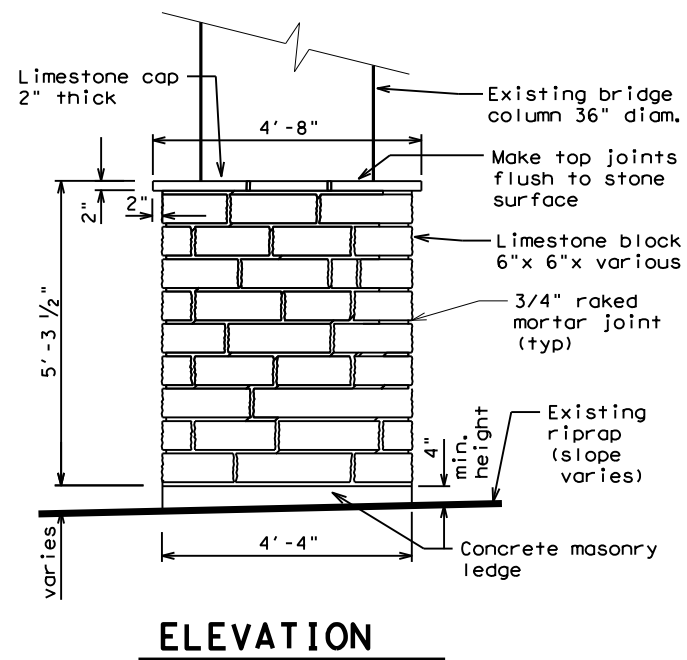 Limestone cap
2" thick
4'-8"
Existing bridge
column 36" diam.
Make top joints
flush to stone
surface
2"
2"
Limestone block
6"x 6"x various
5'-3 1/2"
3/4" raked
mortar joint
(typ)
4"
min.
height
Existing
riprap
(slope
varies)
varies
4'-4"
Concrete masonry
ledge
ELEVATION